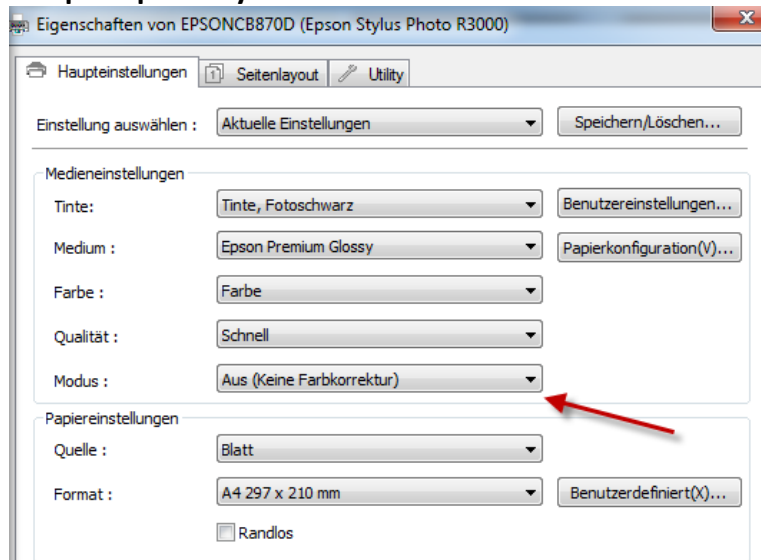 Eigenschaften von EPSONCB870D (Epson Stylus Photo R3000)
Haupteinstellungen Seitenlayout Utility
Einstellung auswählen : Aktuelle Einstellungen Speichern/Löschen...
Medieneinstellungen
Tinte: Tinte, Fotoschwarz Benutzereinstellungen...
Medium : Epson Premium Glossy Papierkonfiguration(V)...
Farbe : Farbe
Qualität : Schnell
Modus : Aus (Keine Farbkorrektur)
Papiereinstellungen
Quelle : Blatt
Format : A4 297 x 210 mm Benutzerdefiniert(X)...
Randlos